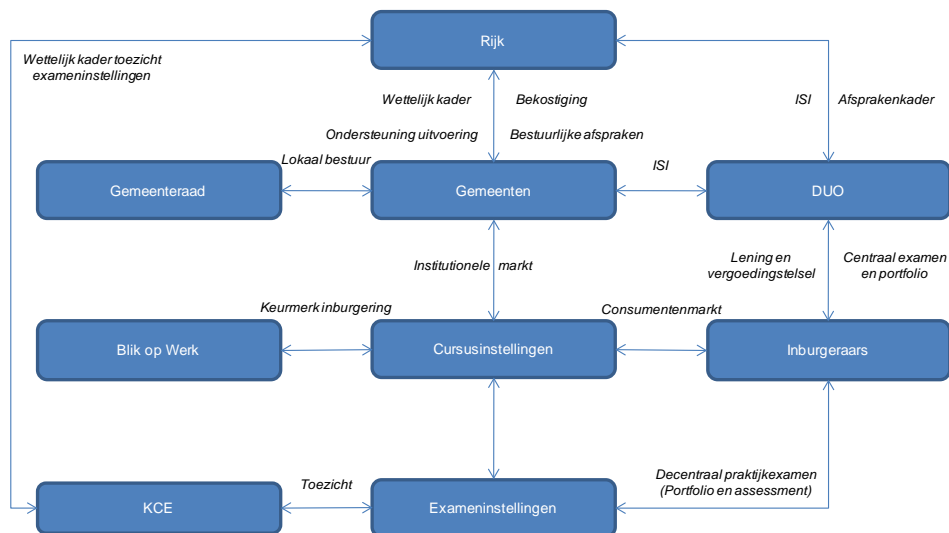 Rijk
Wettelijk kader toezicht
exameninstellingen
Wettelijk kader
Bekostiging
ISI
Afsprakenkader
Ondersteuning uitvoering
Bestuurlijke afspraken
Lokaal bestuur
ISI
Gemeenteraad
Gemeenten
DUO
Institutionele markt
Lening en
vergoedingstelsel
Centraal examen
en portfolio
Keurmerk inburgering
Consumentenmarkt
Blik op Werk
Cursusinstellingen
Inburgeraars
Toezicht
Decentraal praktijkexamen
(Portfolio en assessment)
KCE
Exameninstellingen